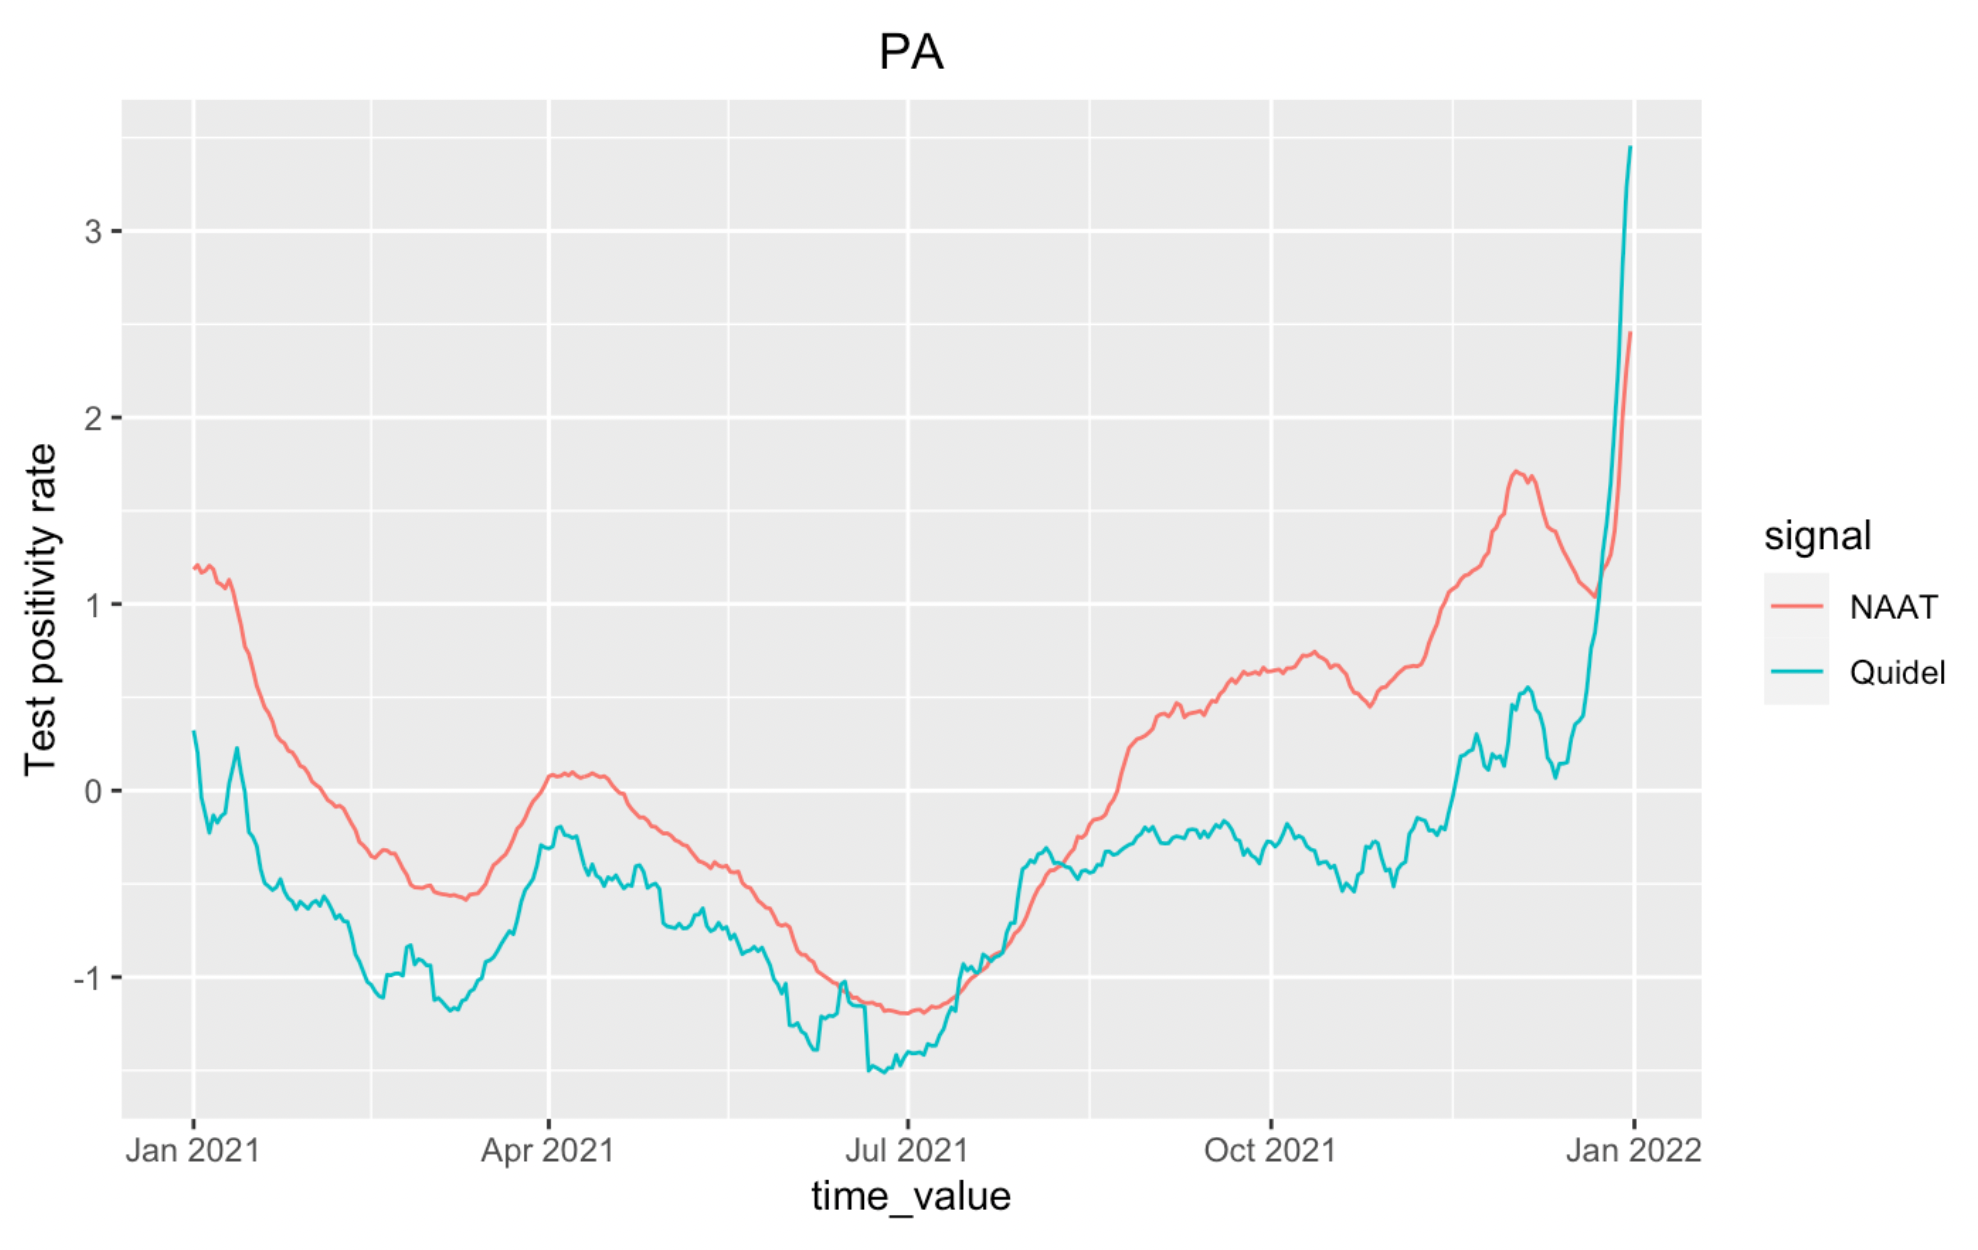 PA
Test positivity rate
3
2
1
0
-1
Jan 2021 Apr 2021 Jul 2021 Oct 2021 Jan 2022
time_value
signal
NAAT
Quidel